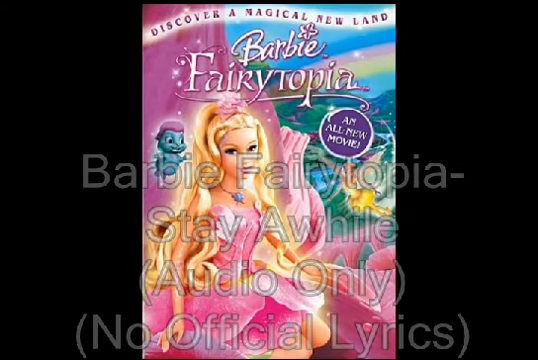 DISCOVER A MAGICAL NEW LAND
Barbie
FAIRYTOPIA
AN
ALL-NEW
MOVIE!
Barbie Fairytopia-
Stay Awhile
(Audio Only)
(No Official Lyrics)